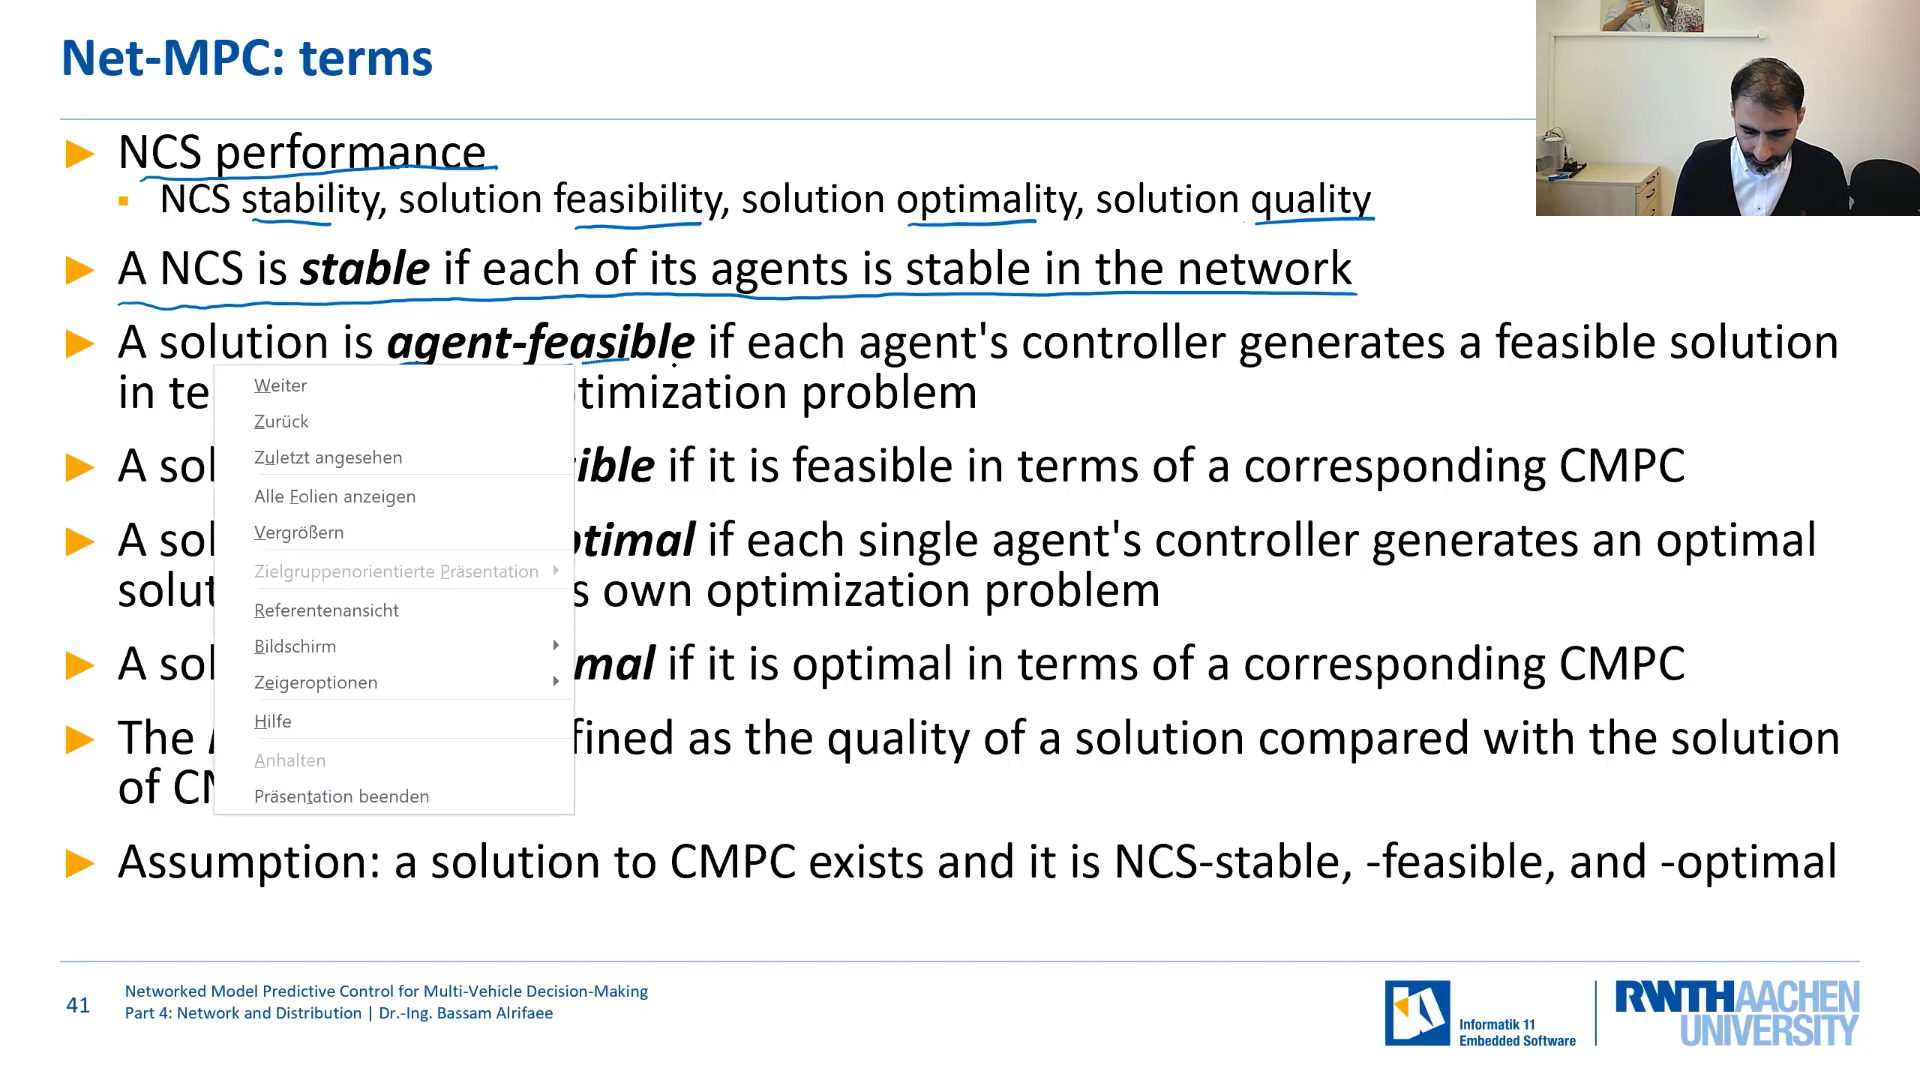 Net-MPC: terms
NCS performance
NCS stability, solution feasibility, solution optimality, solution quality
A NCS is stable if each of its agents is stable in the network
A solution is agent-feasible if each agent's controller generates a feasible solution
in te timization problem
A sol ible if it is feasible in terms of a corresponding CMPC
A sol timal if each single agent's controller generates an optimal
solut s own optimization problem
A sol mal if it is optimal in terms of a corresponding CMPC
The fined as the quality of a solution compared with the solution
of CM
Assumption: a solution to CMPC exists and it is NCS-stable, -feasible, and -optimal
Weiter
Zurück
Zuletzt angesehen
Alle Folien anzeigen
Vergrößern
Zielgruppenorientierte Präsentation
Referentenansicht
Bildschirm
Zeigeroptionen
Hilfe
Anhalten
Präsentation beenden
41
Networked Model Predictive Control for Multi-Vehicle Decision-Making
Part 4: Network and Distribution | Dr.-Ing. Bassam Alrifaee
Informatik 11
Embedded Software
RWTHAACHEN
UNIVERSITY